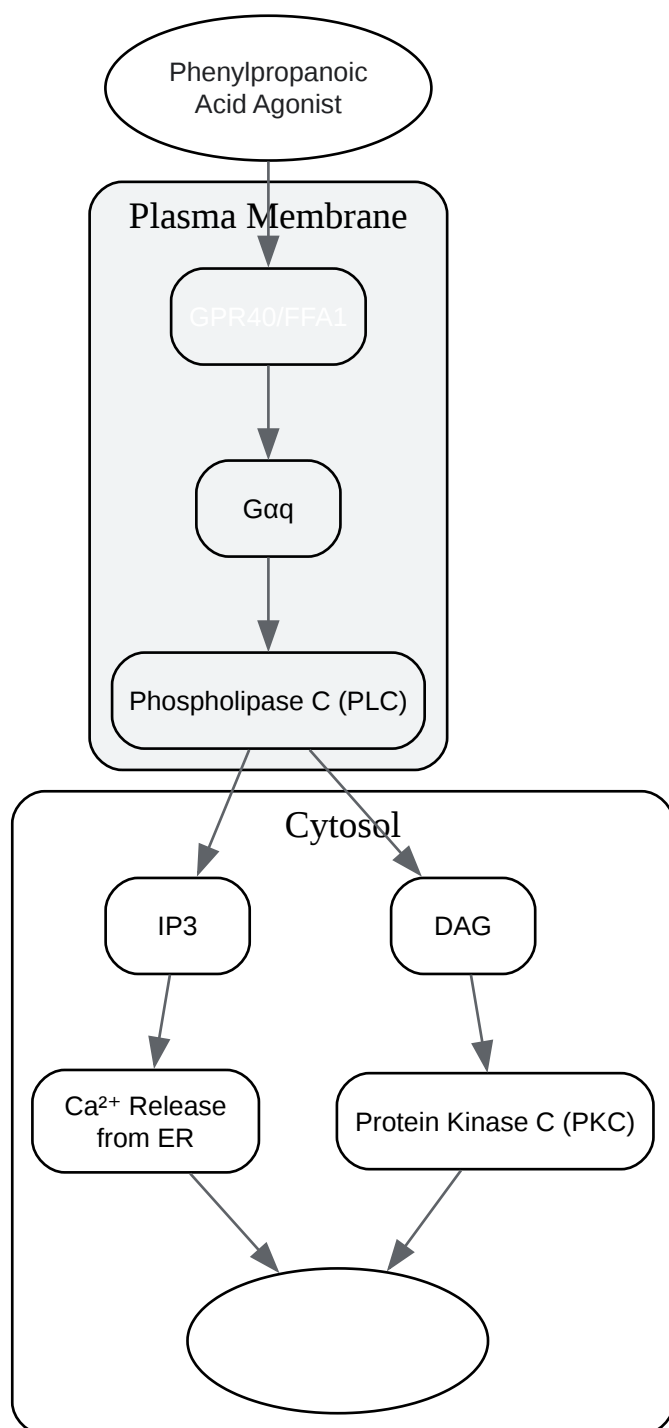 Phenylpropanoic
Acid Agonist
Plasma Membrane
GPR40/FFA1
Gαq
Phospholipase C (PLC)
Cytosol
IP3
DAG
Ca²⁺ Release
from ER
Protein Kinase C (PKC)